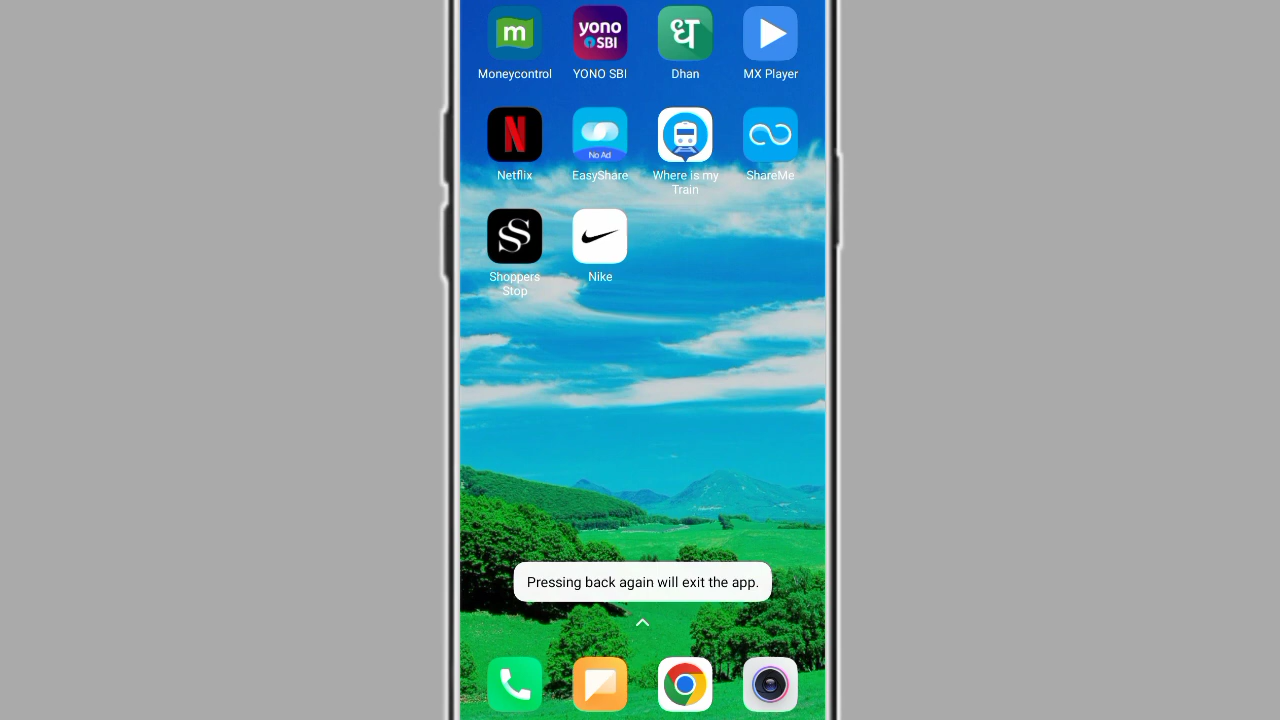 m
yono
SBI
ध
Moneycontrol
YONO SBI
Dhan
MX Player
N
No Ad
Netflix
EasyShare
Where is my
Train
ShareMe
SS
Shoppers
Stop
Nike
Pressing back again will exit the app.